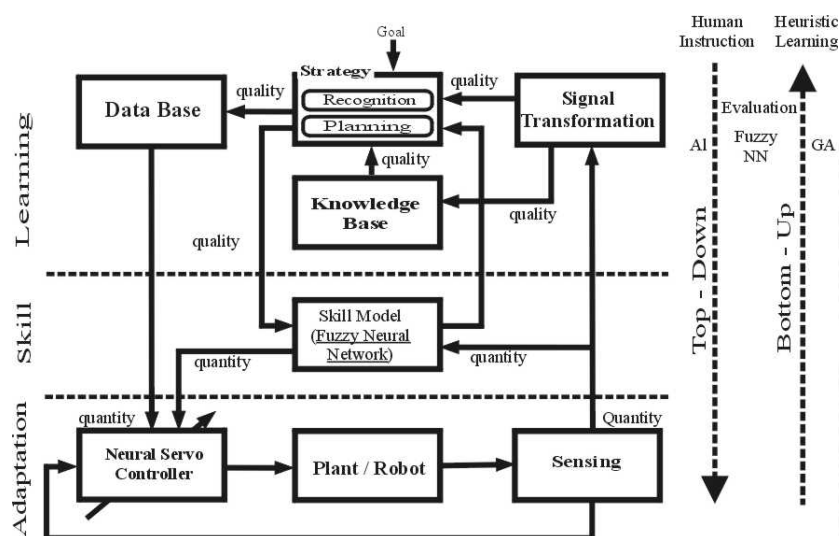 Goal
Human
Instruction
Heuristic
Learning
Strategy
quality
quality
Data Base
Recognition
Planning
Signal
Transformation
Evaluation
AI
Fuzzy
NN
GA
quality
Knowledge
Base
quality
quality
Learning
Top - Down
Bottom - Up
Skill
Skill Model
(Fuzzy Neural
Network)
quantity
quantity
Adaptation
quantity
Quantity
Neural Servo
Controller
Plant / Robot
Sensing